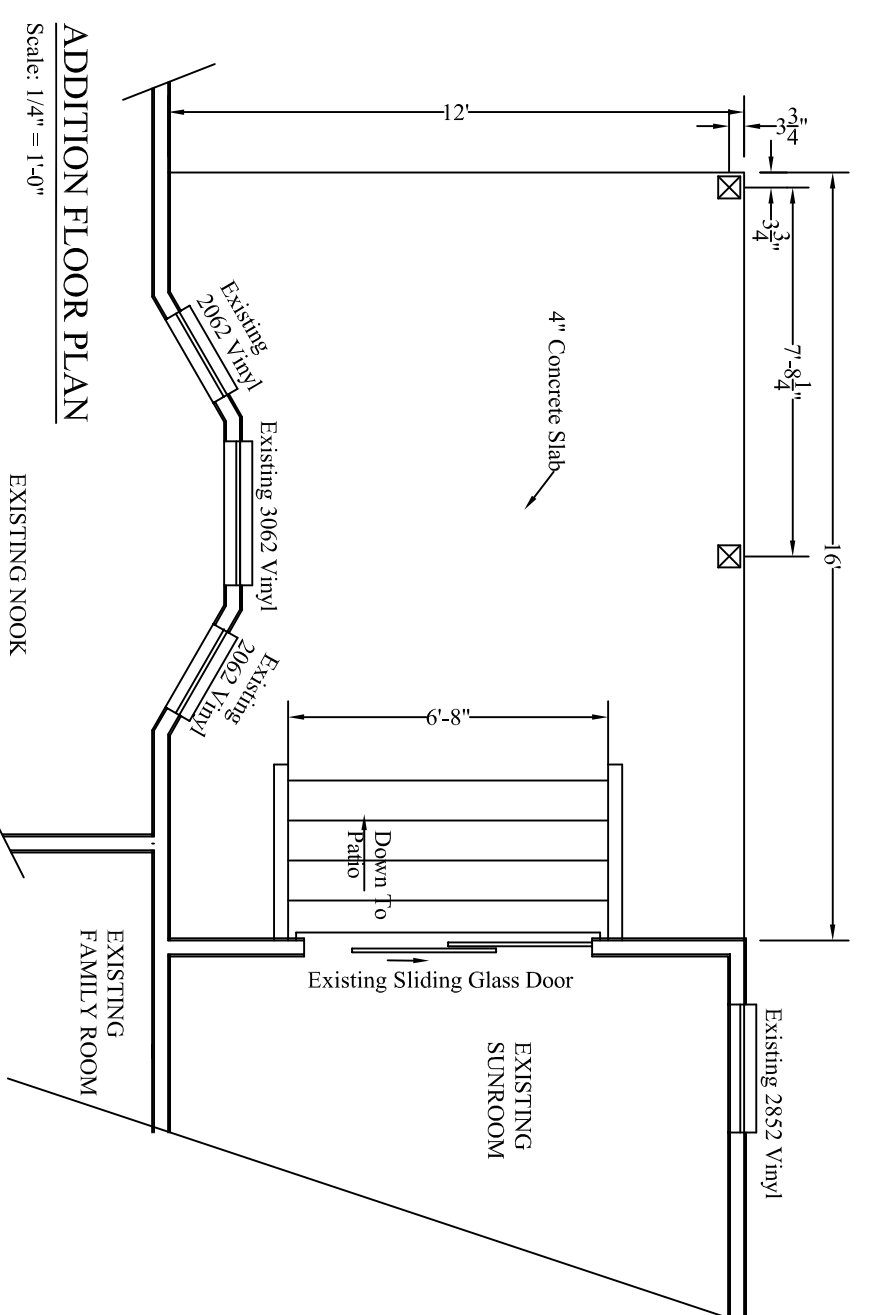 16'
7'-8 1/4"
3 3/4"
3 3/4"
12'
4" Concrete Slab
6'-8"
Down To
Patio
Existing 2852 Vinyl
EXISTING
SUNROOM
Existing Sliding Glass Door
Existing
2062 Vinyl
Existing 3062 Vinyl
Existing
2062 Vinyl
EXISTING
FAMILY ROOM
EXISTING NOOK
ADDITION FLOOR PLAN
Scale: 1/4" = 1'-0"